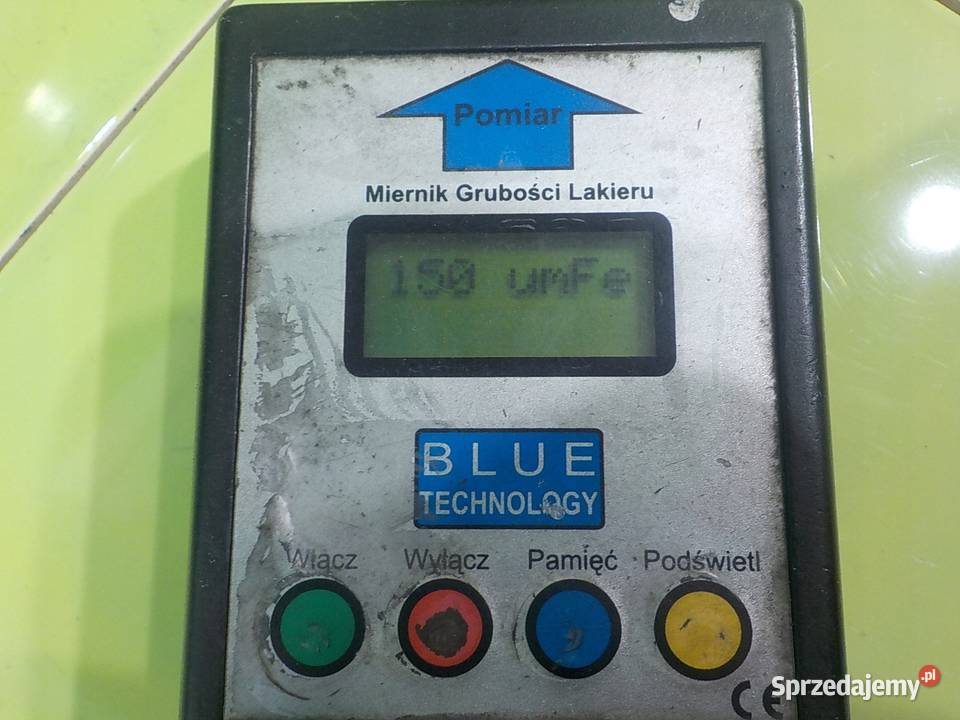 Pomiar
Miernik Grubości Lakieru
150 umFe
BLUE
TECHNOLOGY
Włącz Wyłącz Pamięć Podświetl
CE
Sprzedajemy.pl